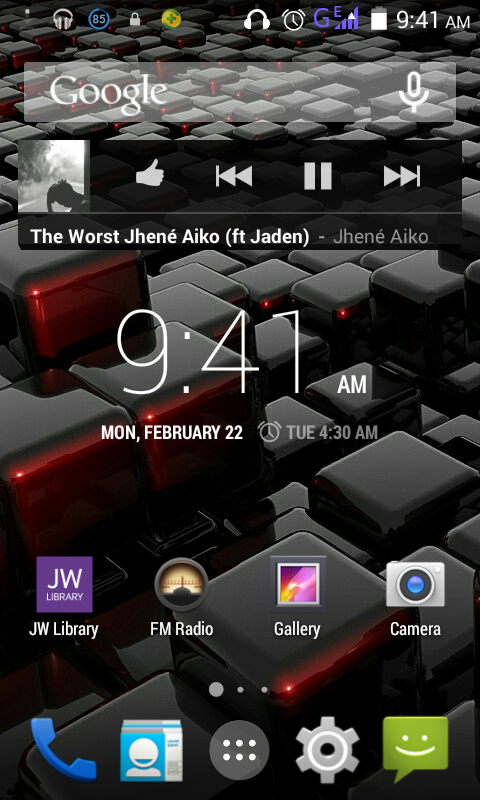 85 G E 9:41 AM
Google
The Worst Jhené Aiko (ft Jaden) - Jhené Aiko
9:41 AM
MON, FEBRUARY 22 TUE 4:30 AM
JW LIBRARY
JW Library FM Radio Gallery Camera